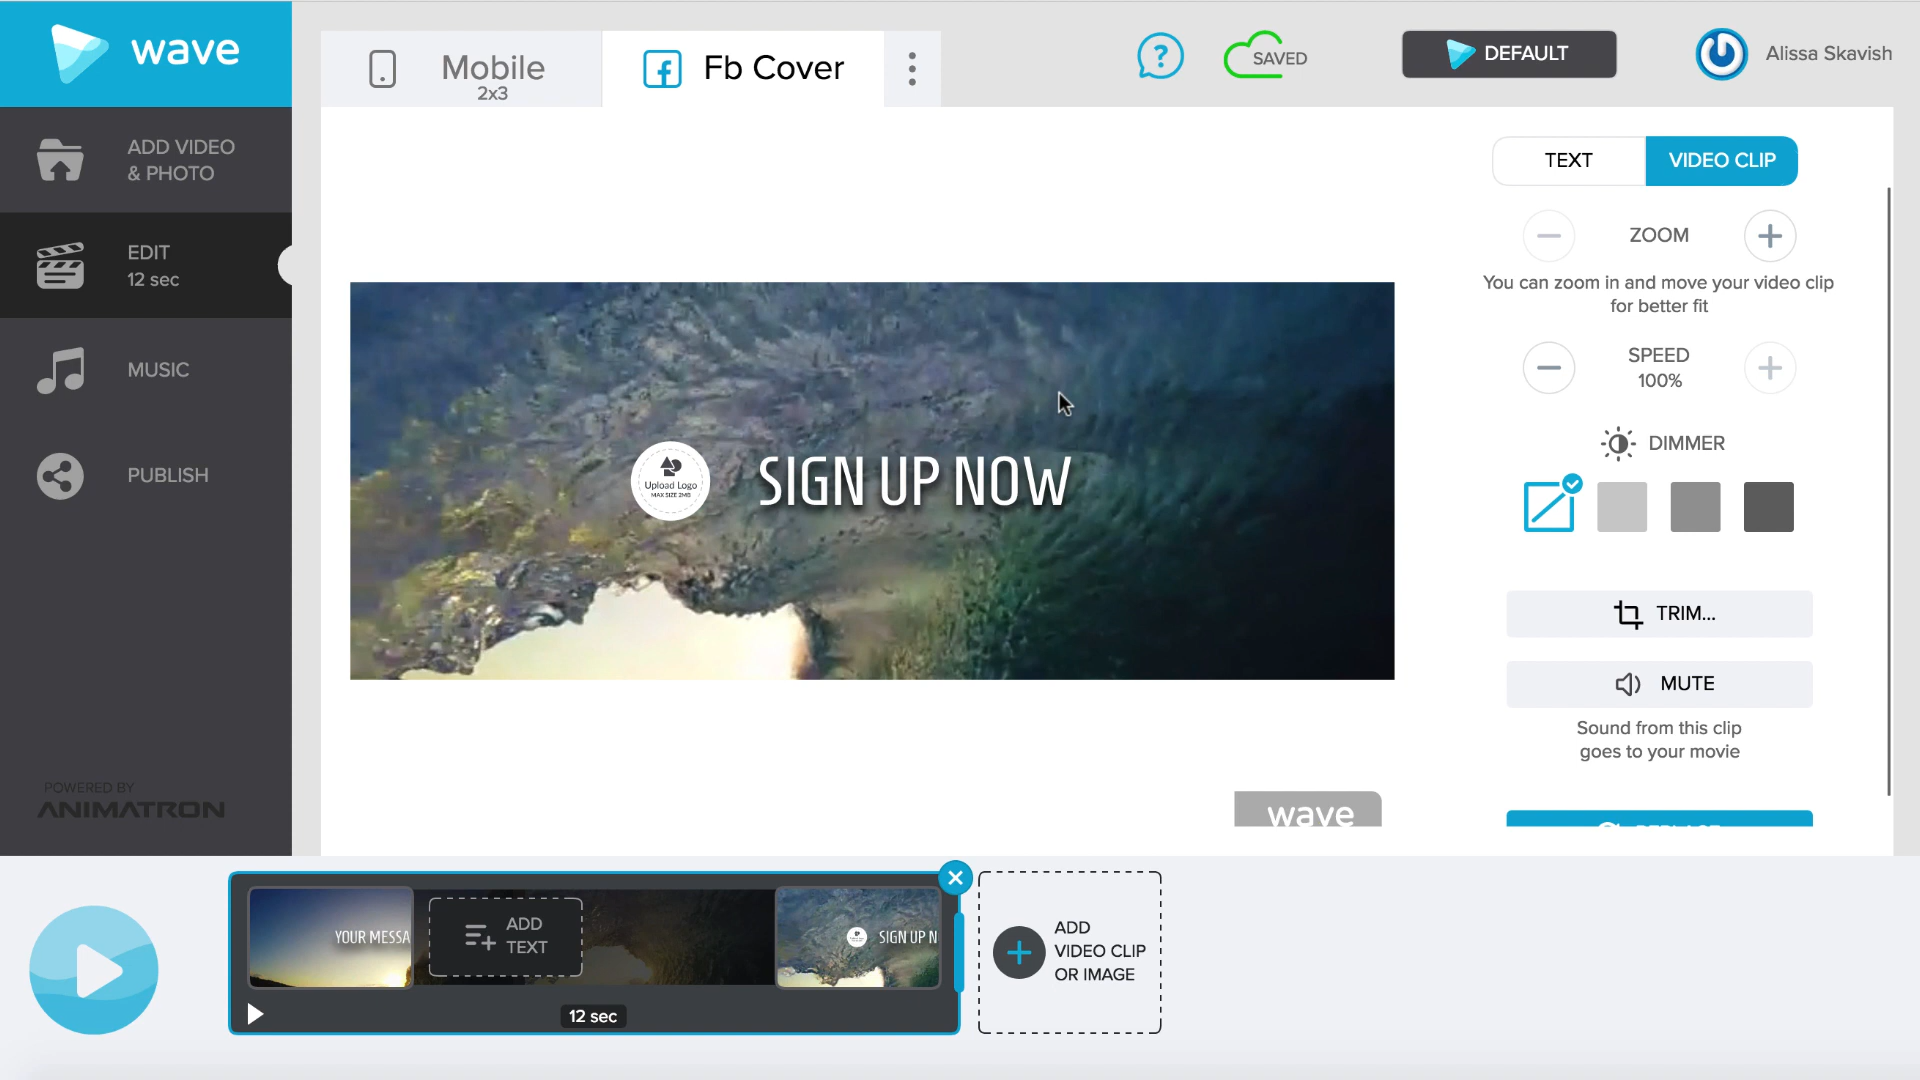 wave
Mobile
2x3
Fb Cover
SAVED
DEFAULT
Alissa Skavish
ADD VIDEO
& PHOTO
EDIT
12 sec
MUSIC
PUBLISH
POWERED BY
ANIMATRON
Upload Logo
MAX SIZE 2MB
SIGN UP NOW
wave
TEXT
VIDEO CLIP
ZOOM
You can zoom in and move your video clip
for better fit
SPEED
100%
DIMMER
TRIM...
MUTE
Sound from this clip
goes to your movie
YOUR MESSA
ADD
TEXT
SIGN UP N
12 sec
ADD
VIDEO CLIP
OR IMAGE